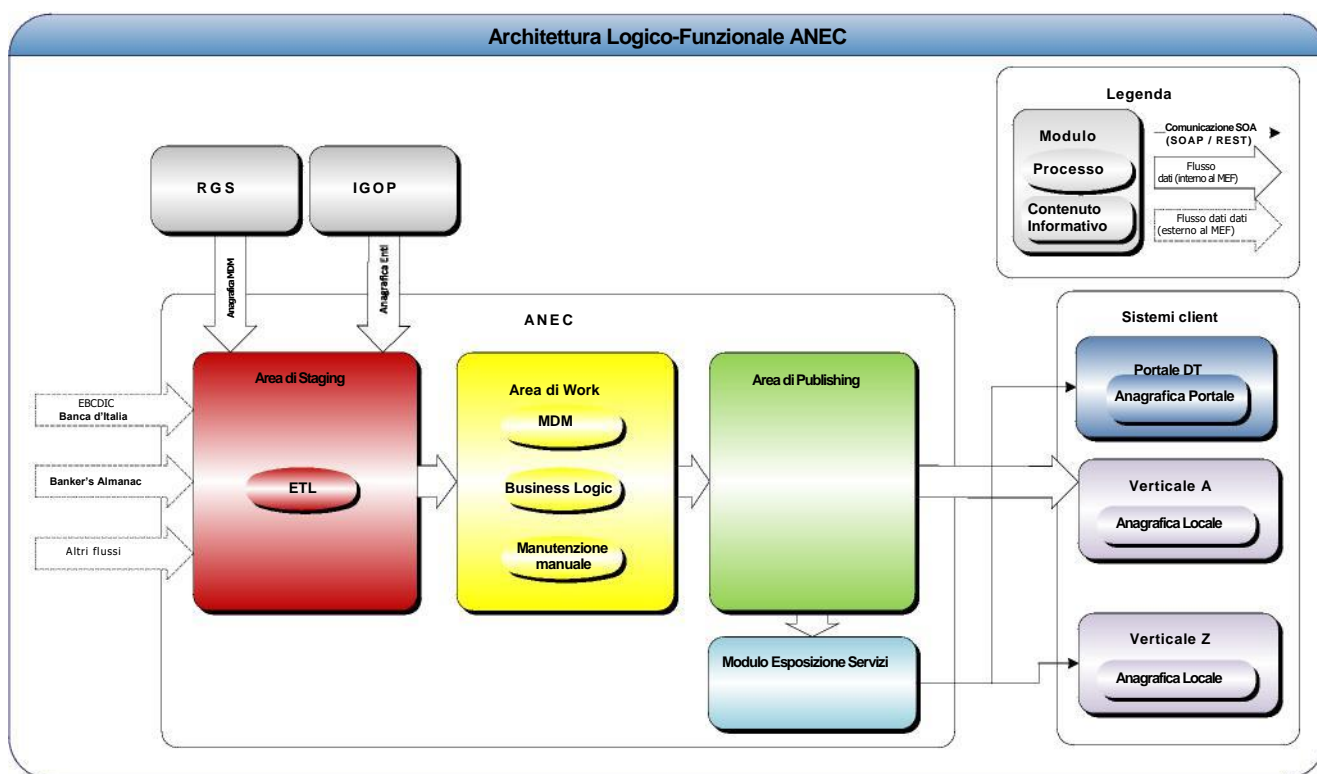 Architettura Logico-Funzionale ANEC
Legenda
Modulo
Processo
Contenuto
Informativo
Comunicazione SOA
(SOAP / REST)
Flusso
dati (interno al MEF)
Flusso dati dati
(esterno al MEF)
RGS
IGOP
Anagrafica MDM
Anagrafica Enti
ANEC
Area di Staging
ETL
EBCDIC
Banca d'Italia
Banker's Almanac
Altri flussi
Area di Work
MDM
Business Logic
Manutenzione
manuale
Area di Publishing
Modulo Esposizione Servizi
Sistemi client
Portale DT
Anagrafica Portale
Verticale A
Anagrafica Locale
Verticale Z
Anagrafica Locale